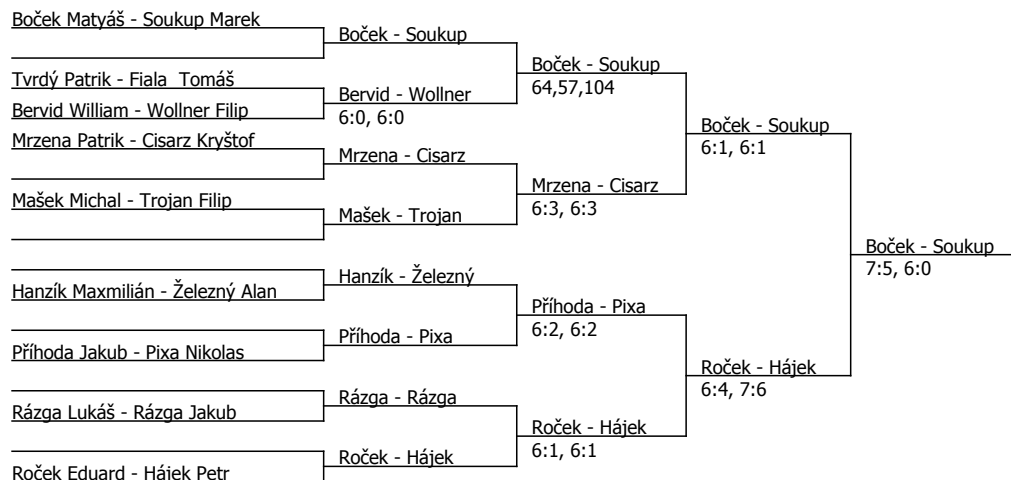 Boček Matyáš - Soukup Marek
Boček - Soukup
Boček - Soukup
64,57,104
Tvrdý Patrik - Fiala Tomáš
Bervid - Wollner
6:0, 6:0
Bervid William - Wollner Filip
Boček - Soukup
6:1, 6:1
Mrzena Patrik - Cisarz Kryštof
Mrzena - Cisarz
Mrzena - Cisarz
6:3, 6:3
Mašek Michal - Trojan Filip
Mašek - Trojan
Boček - Soukup
7:5, 6:0
Hanzík - Železný
Hanzík Maxmilián - Železný Alan
Příhoda - Pixa
6:2, 6:2
Příhoda - Pixa
Příhoda Jakub - Pixa Nikolas
Roček - Hájek
6:4, 7:6
Rázga - Rázga
Rázga Lukáš - Rázga Jakub
Roček - Hájek
6:1, 6:1
Roček - Hájek
Roček Eduard - Hájek Petr